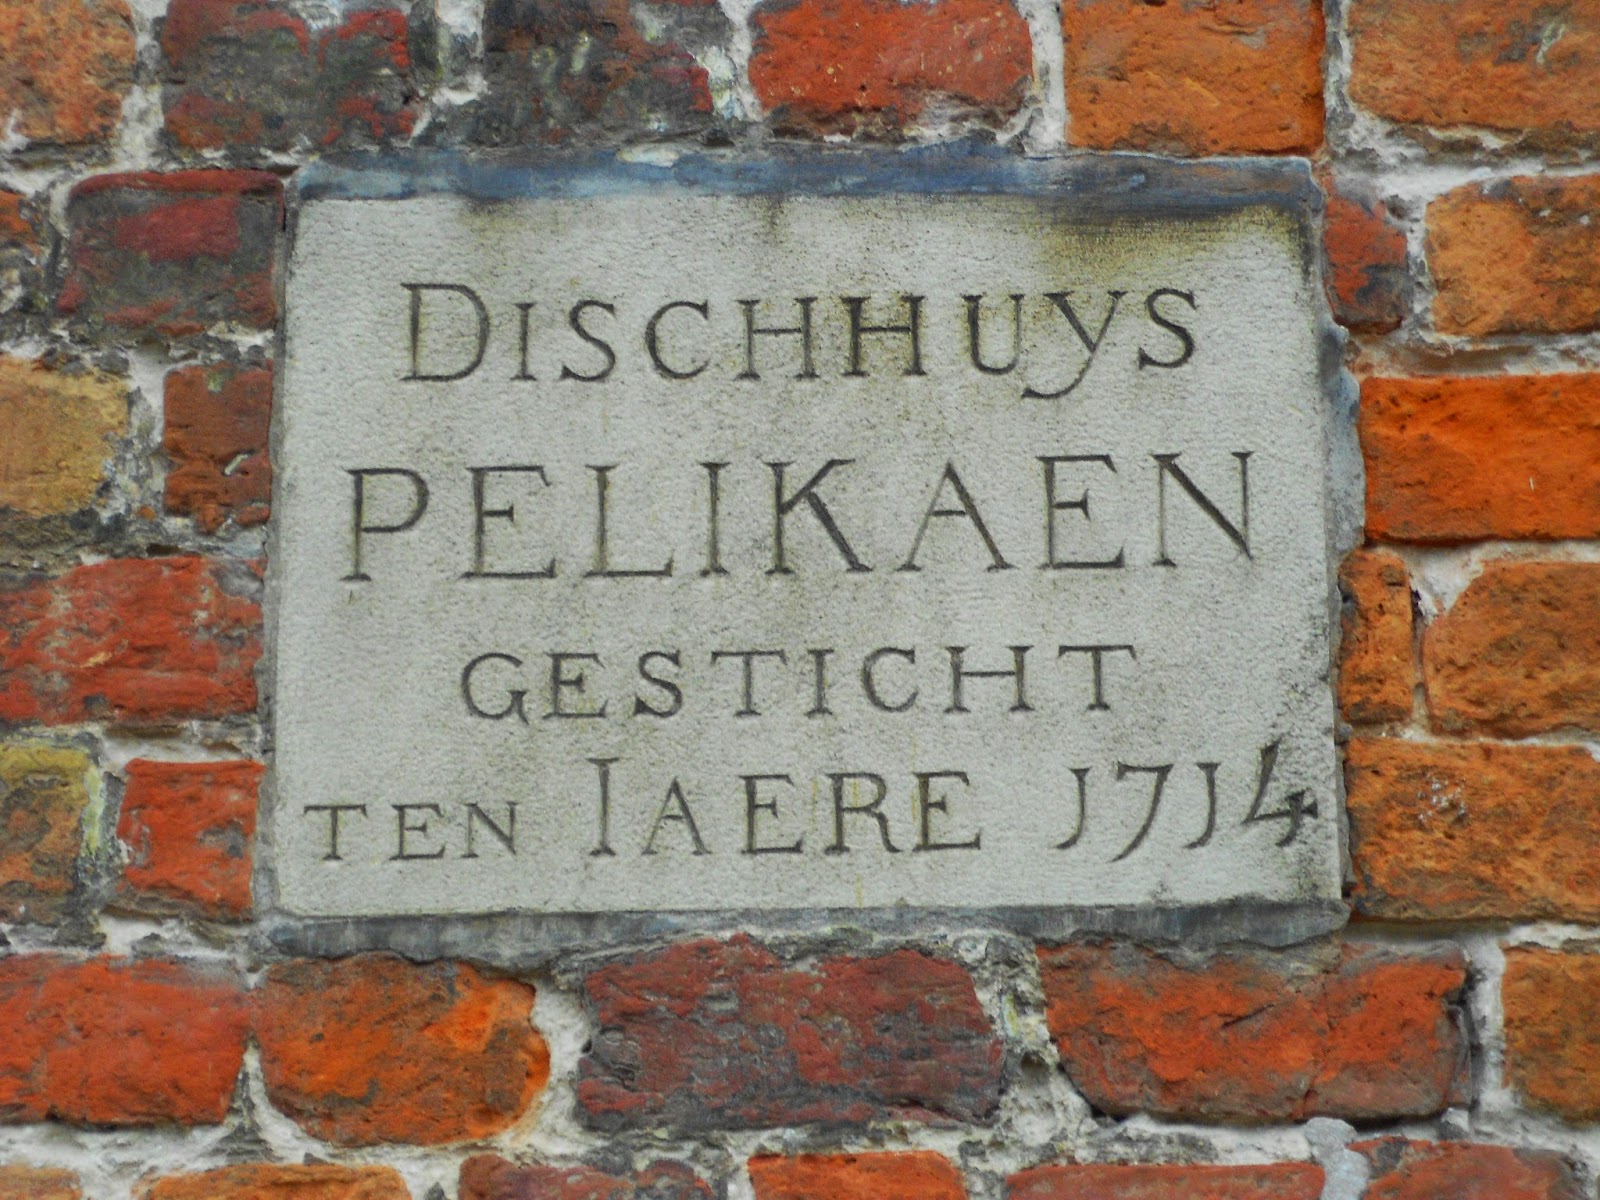 DISCHHUYS
PELIKAEN
GESTICHT
TEN IAERE 1714